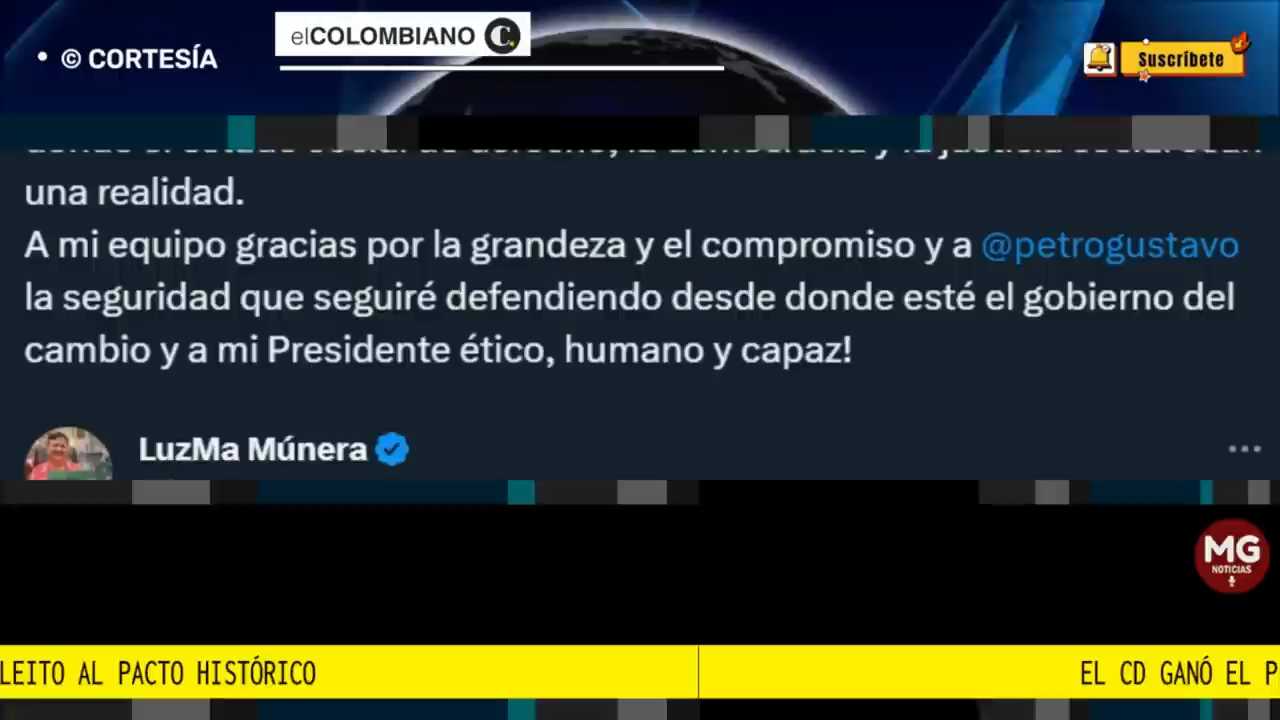 elCOLOMBIANO C
• © CORTESÍA
Suscríbete
una realidad.
A mi equipo gracias por la grandeza y el compromiso y a @petrogustavo
la seguridad que seguiré defendiendo desde donde esté el gobierno del
cambio y a mi Presidente ético, humano y capaz!
LuzMa Múnera
MG
NOTICIAS
LEITO AL PACTO HISTÓRICO
EL CD GANÓ EL P